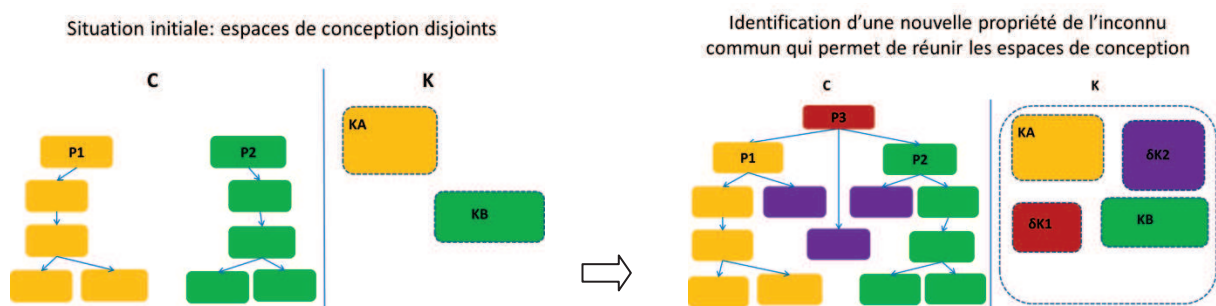 Situation initiale: espaces de conception disjoints
C
K
P1
P2
KA
KB
Identification d'une nouvelle propriété de l'inconnu
commun qui permet de réunir les espaces de conception
C
K
P3
P1
P2
KA
δK2
δK1
KB